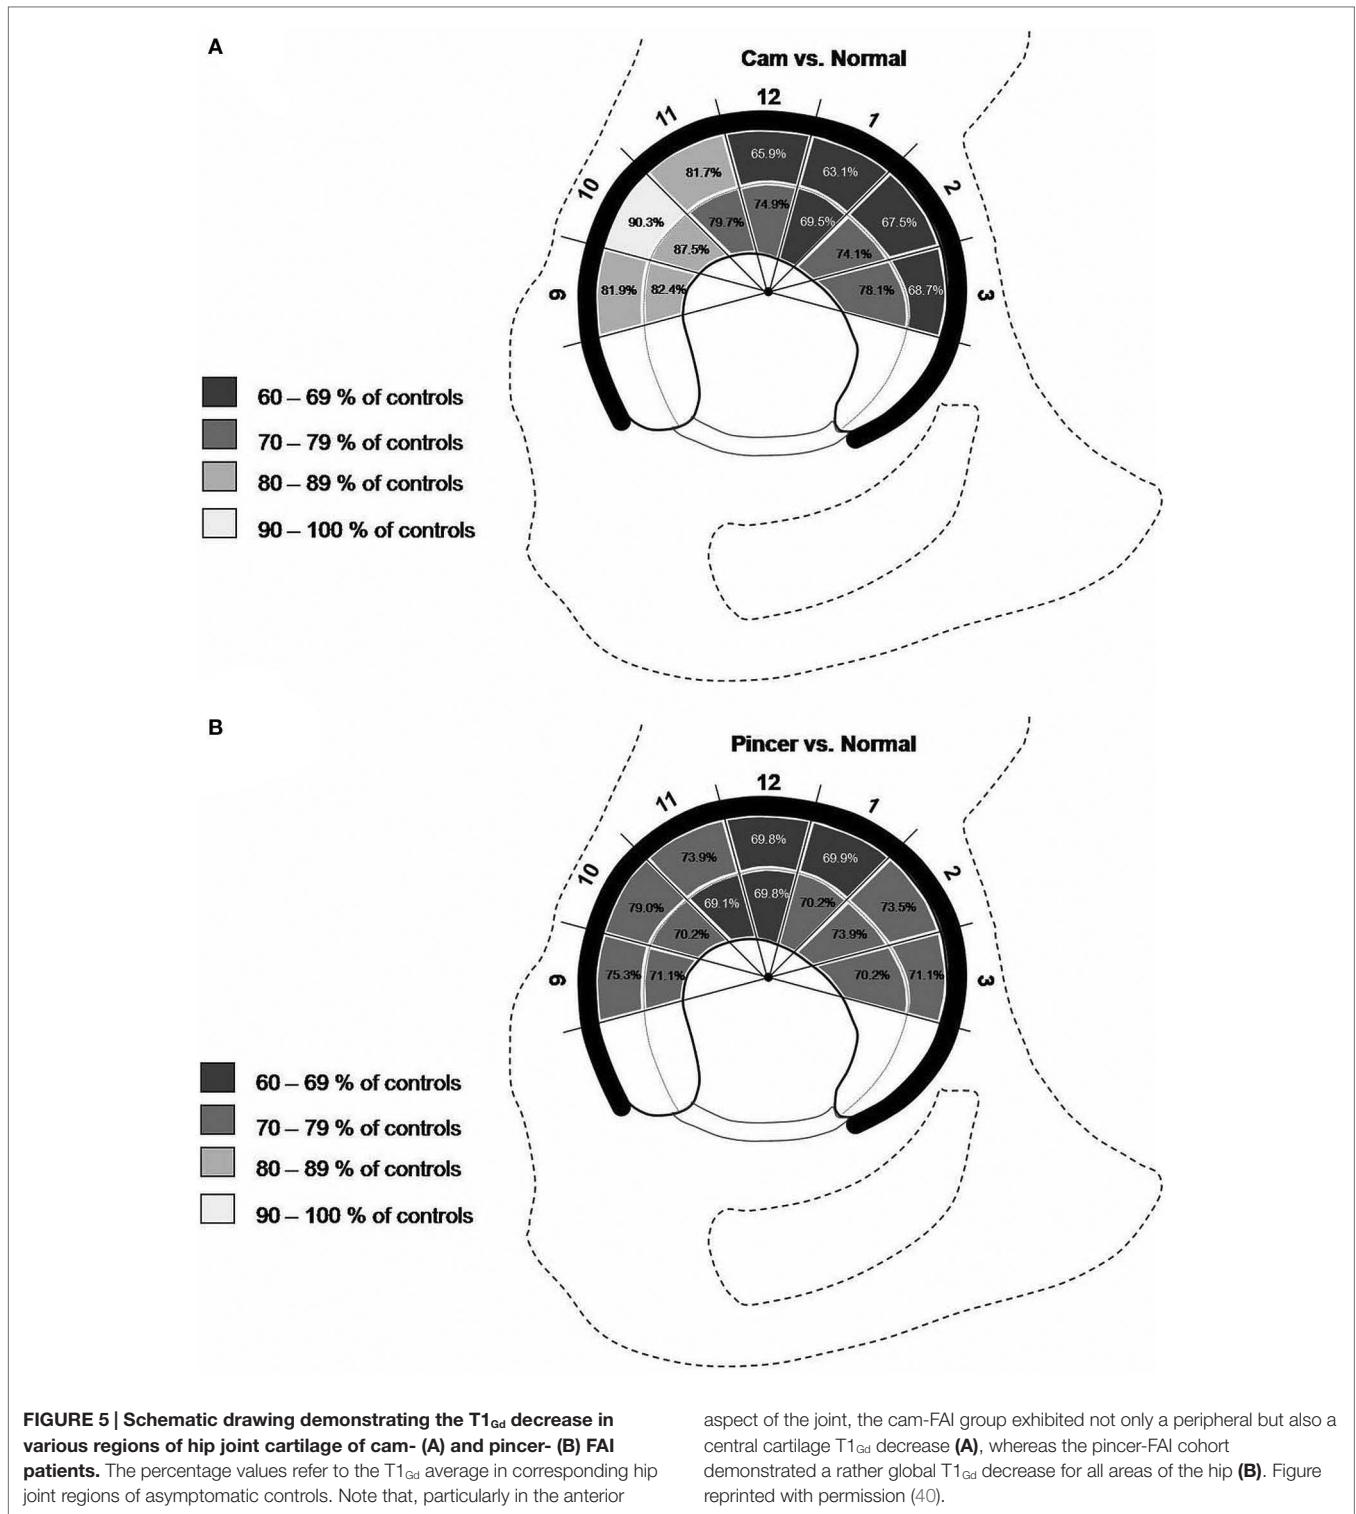 A
Cam vs. Normal
12
11
1
10
2
9
3
65.9%
81.7%
63.1%
90.3%
79.7%
74.9%
69.5%
67.5%
87.5%
74.1%
81.9%
82.4%
78.1%
68.7%
60 – 69 % of controls
70 – 79 % of controls
80 – 89 % of controls
90 – 100 % of controls
B
Pincer vs. Normal
12
11
1
10
2
9
3
69.8%
73.9%
69.9%
79.0%
69.1%
69.8%
70.2%
73.5%
70.2%
73.9%
75.3%
71.1%
70.2%
71.1%
60 – 69 % of controls
70 – 79 % of controls
80 – 89 % of controls
90 – 100 % of controls
FIGURE 5 | Schematic drawing demonstrating the T1Gd decrease in
various regions of hip joint cartilage of cam- (A) and pincer- (B) FAI
patients. The percentage values refer to the T1Gd average in corresponding hip
joint regions of asymptomatic controls. Note that, particularly in the anterior
aspect of the joint, the cam-FAI group exhibited not only a peripheral but also a
central cartilage T1Gd decrease (A), whereas the pincer-FAI cohort
demonstrated a rather global T1Gd decrease for all areas of the hip (B). Figure
reprinted with permission (40).